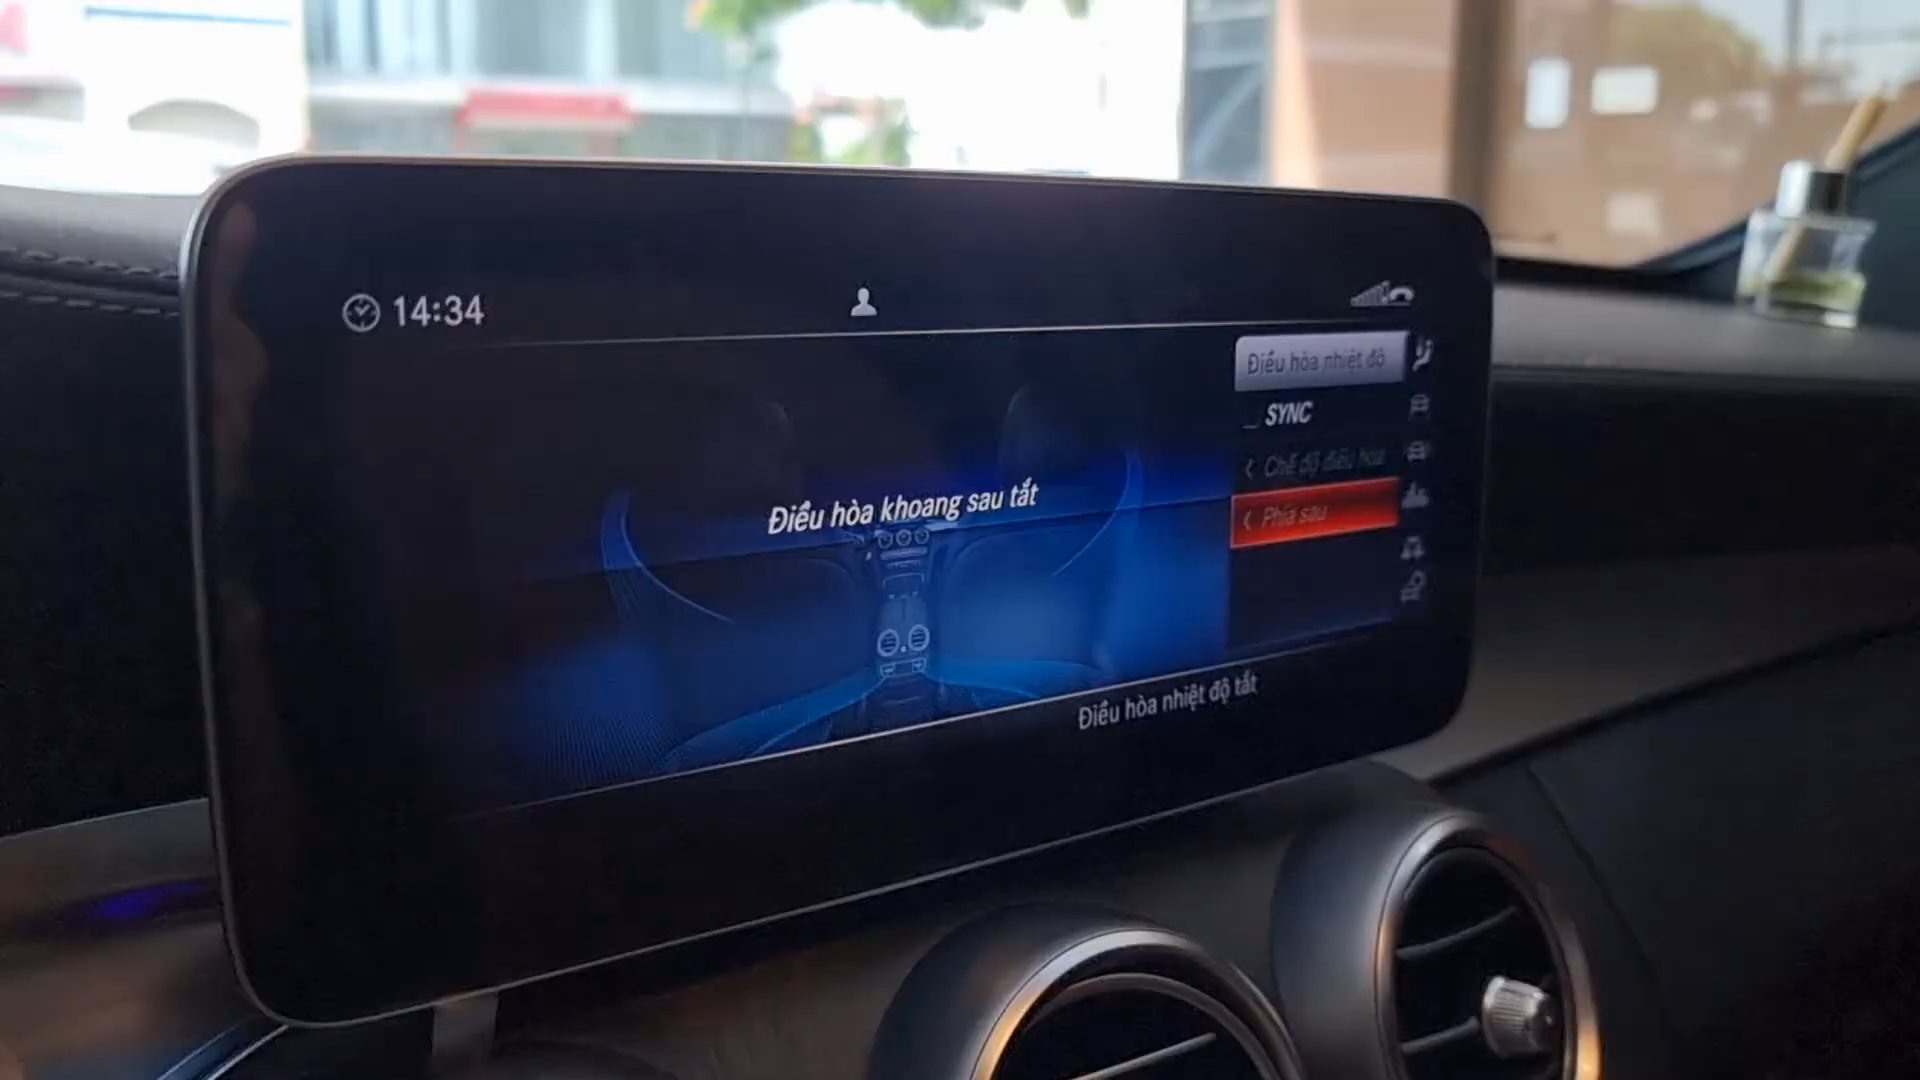 14:34
Điều hòa nhiệt độ
SYNC
Chế độ điều hòa
Phía sau
Điều hòa khoang sau tắt
Điều hòa nhiệt độ tắt